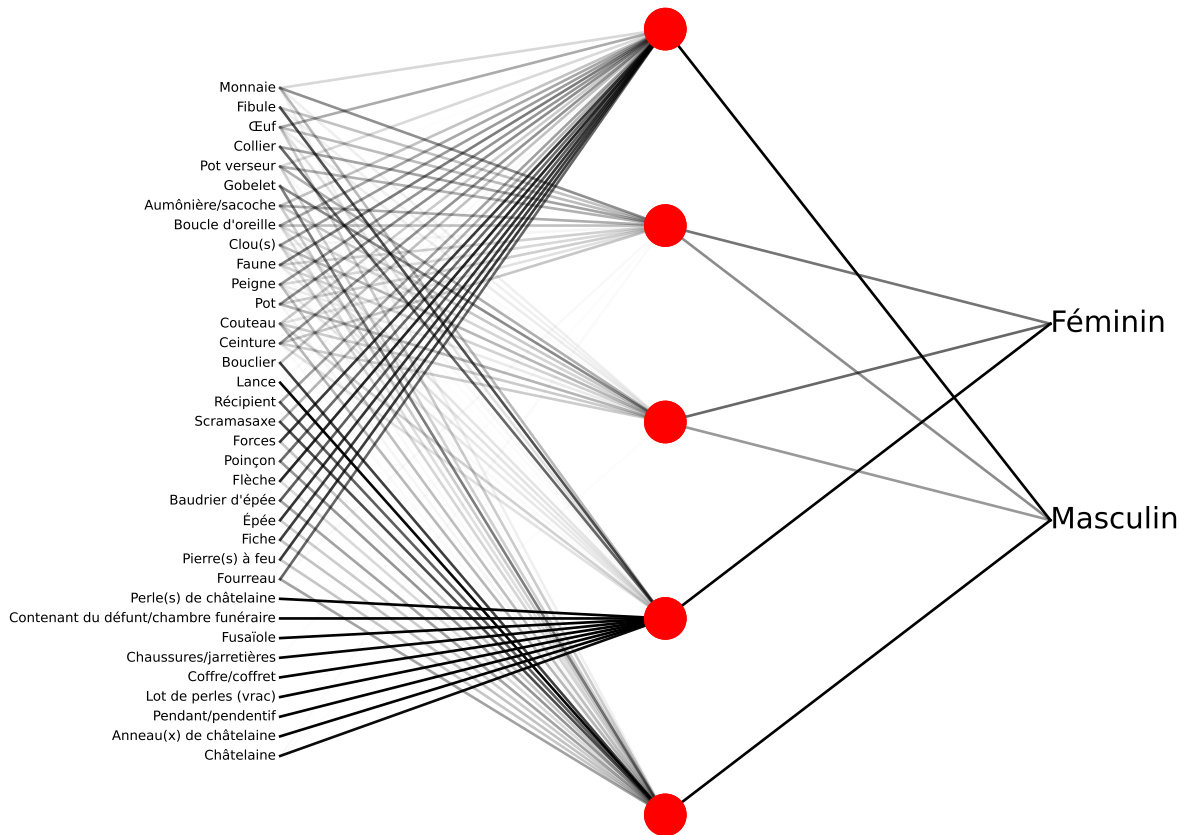 Monnaie
Fibule
Œuf
Collier
Pot verseur
Gobelet
Aumônière/sacoche
Boucle d'oreille
Clou(s)
Faune
Peigne
Pot
Couteau
Ceinture
Bouclier
Lance
Récipient
Scramasaxe
Forces
Poinçon
Flèche
Baudrier d'épée
Épée
Fiche
Pierre(s) à feu
Fourreau
Perle(s) de châtelaine
Contenant du défunt/chambre funéraire
Fusaïole
Chaussures/jarretières
Coffre/coffret
Lot de perles (vrac)
Pendant/pendentif
Anneau(x) de châtelaine
Châtelaine
Féminin
Masculin